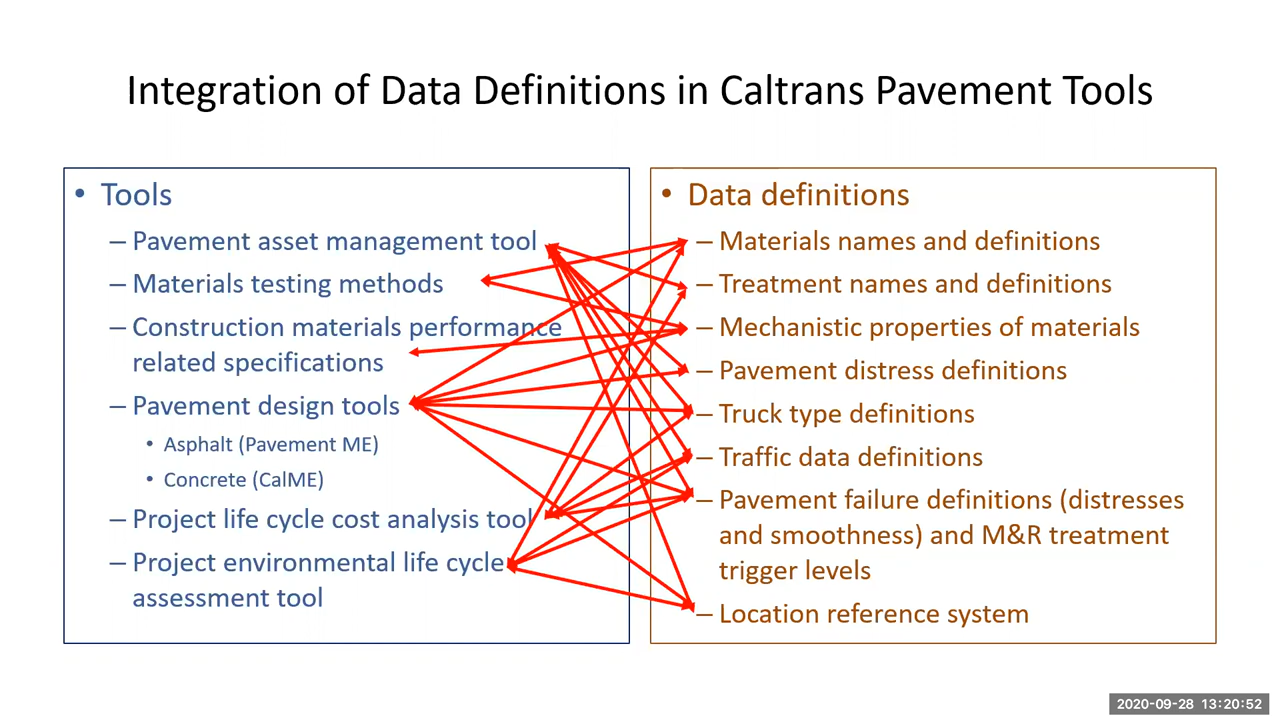 Integration of Data Definitions in Caltrans Pavement Tools
• Tools
– Pavement asset management tool
– Materials testing methods
– Construction materials performance
related specifications
– Pavement design tools
• Asphalt (Pavement ME)
• Concrete (CalME)
– Project life cycle cost analysis tool
– Project environmental life cycle
assessment tool
• Data definitions
– Materials names and definitions
– Treatment names and definitions
– Mechanistic properties of materials
– Pavement distress definitions
– Truck type definitions
– Traffic data definitions
– Pavement failure definitions (distresses
and smoothness) and M&R treatment
trigger levels
– Location reference system
2020-09-28 13:20:52